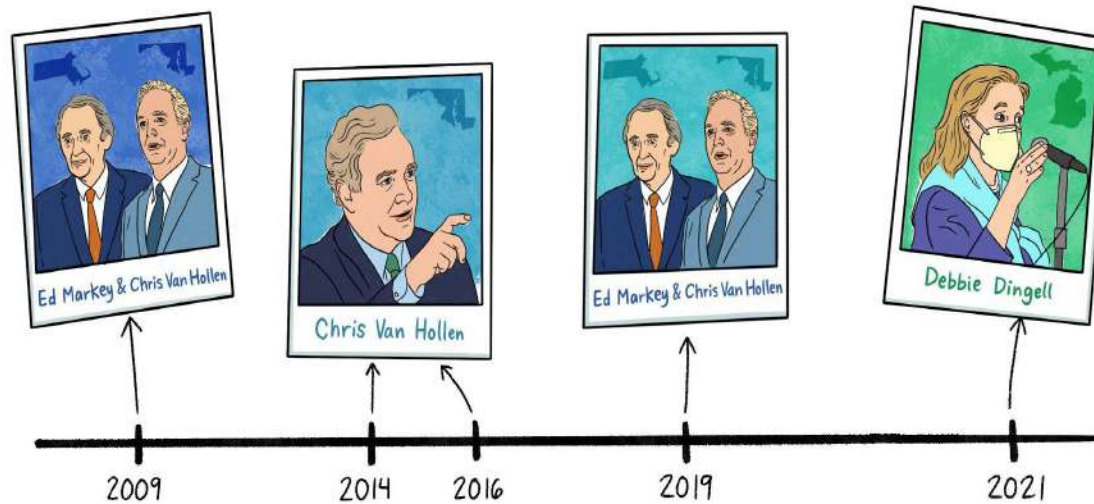 Ed Markey & Chris Van Hollen
Chris Van Hollen
Ed Markey & Chris Van Hollen
Debbie Dingell
2009
2014
2016
2019
2021